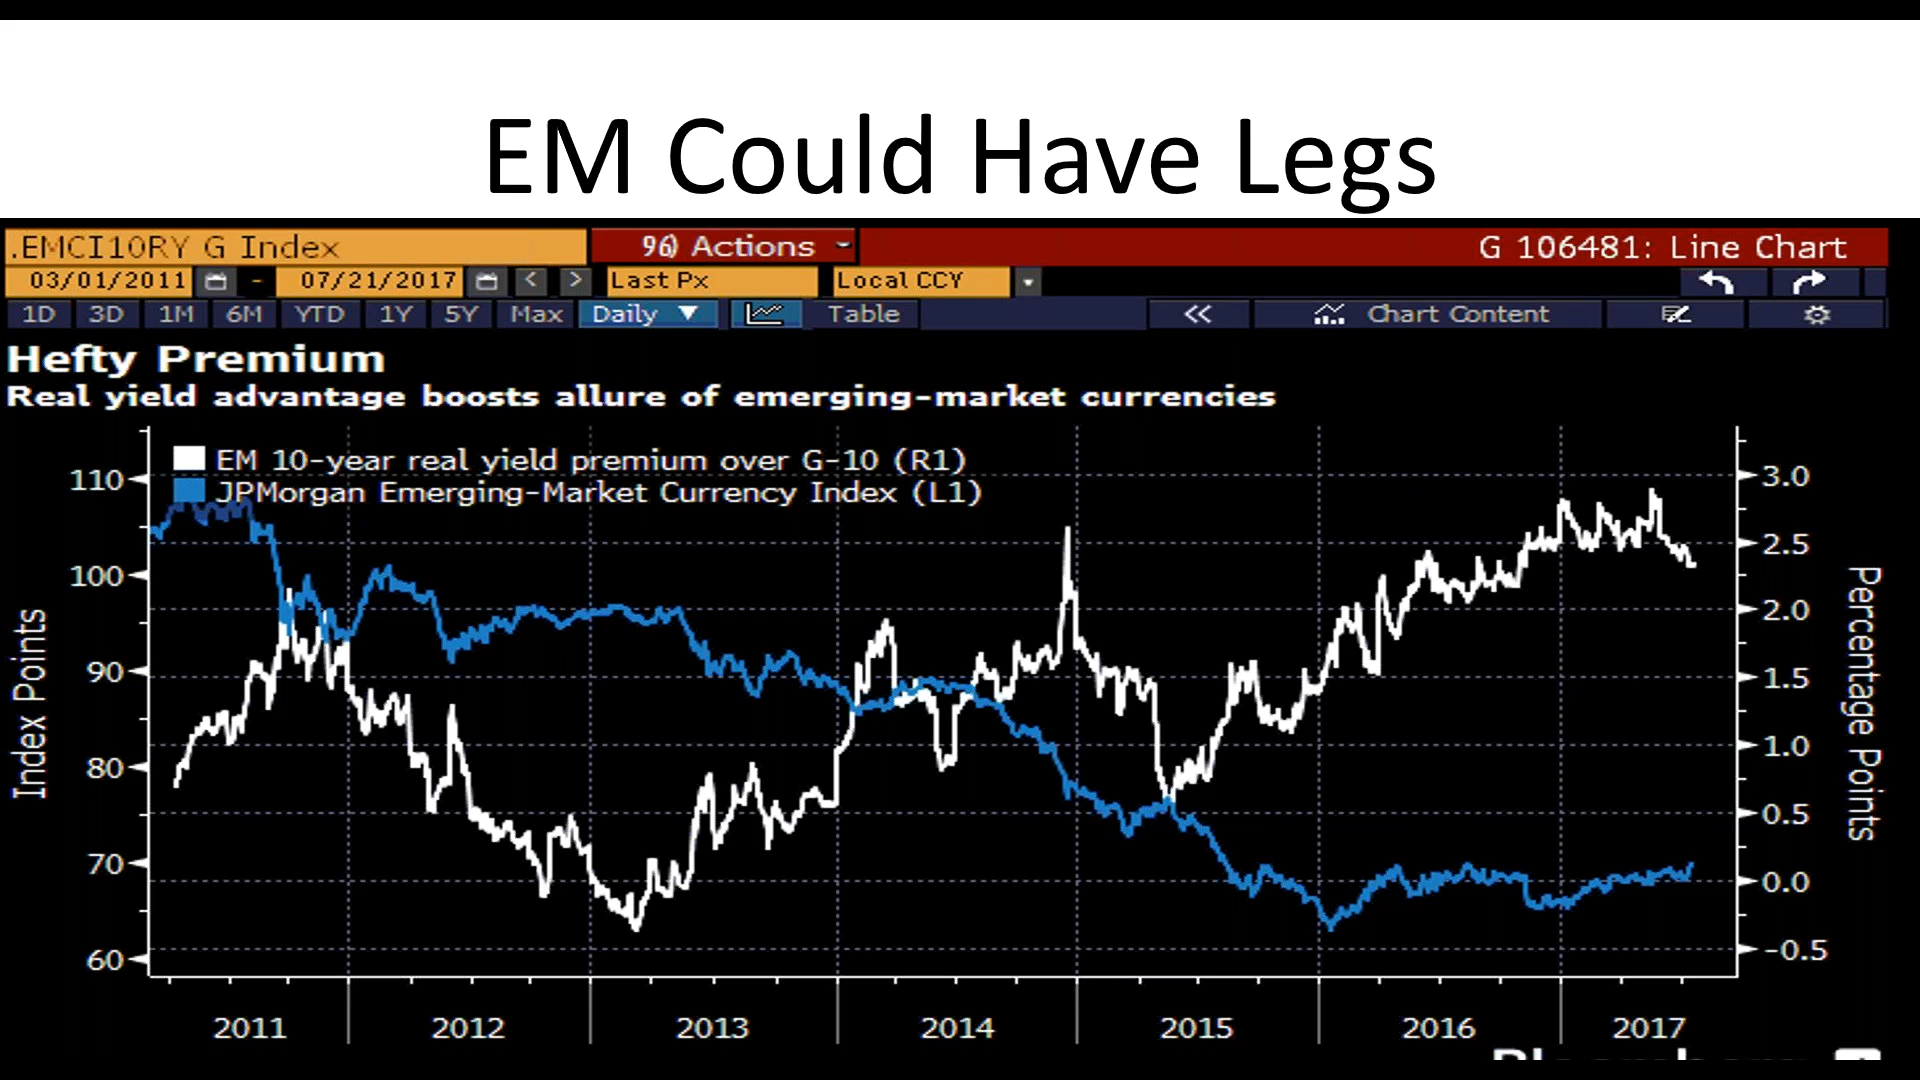 EM Could Have Legs
.EMCI10RY G Index 96) Actions G 106481: Line Chart
03/01/2011 - 07/21/2017 < > Last Px Local CCY
1D 3D 1M 6M YTD 1Y 5Y Max Daily ▼ Table << Chart Content
Hefty Premium
Real yield advantage boosts allure of emerging-market currencies
EM 10-year real yield premium over G-10 (R1)
JPMorgan Emerging-Market Currency Index (L1)
110
100
90
80
70
60
Index Points
3.0
2.5
2.0
1.5
1.0
0.5
0.0
-0.5
Percentage Points
2011 2012 2013 2014 2015 2016 2017